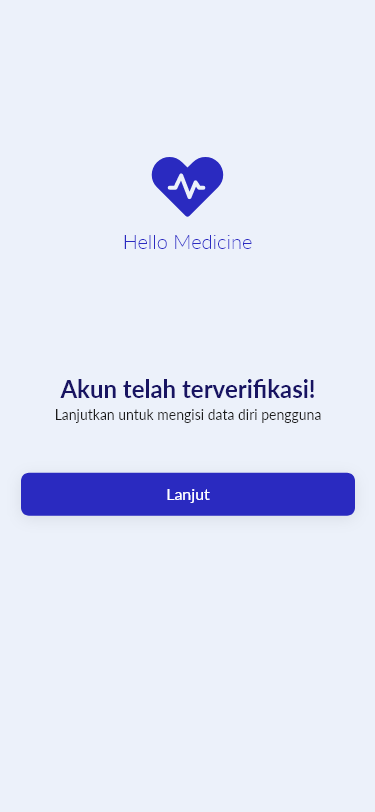 Hello Medicine
Akun telah terverifikasi!
Lanjutkan untuk mengisi data diri pengguna
Lanjut